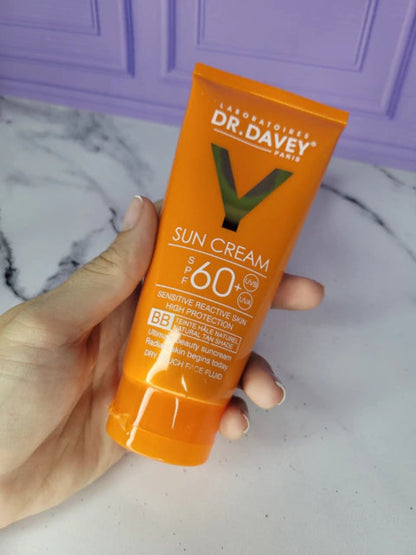 LABORATOIRES
DR.DAVEY®
PARIS
SUN CREAM
SPF 60+ UVB UVA
SENSITIVE REACTIVE SKIN
HIGH PROTECTION
BB TEINTE HÂLE NATUREL
NATURAL TAN SHADE
Ultimate beauty suncream
Radiant skin begins today
DRY TOUCH FACE FLUID